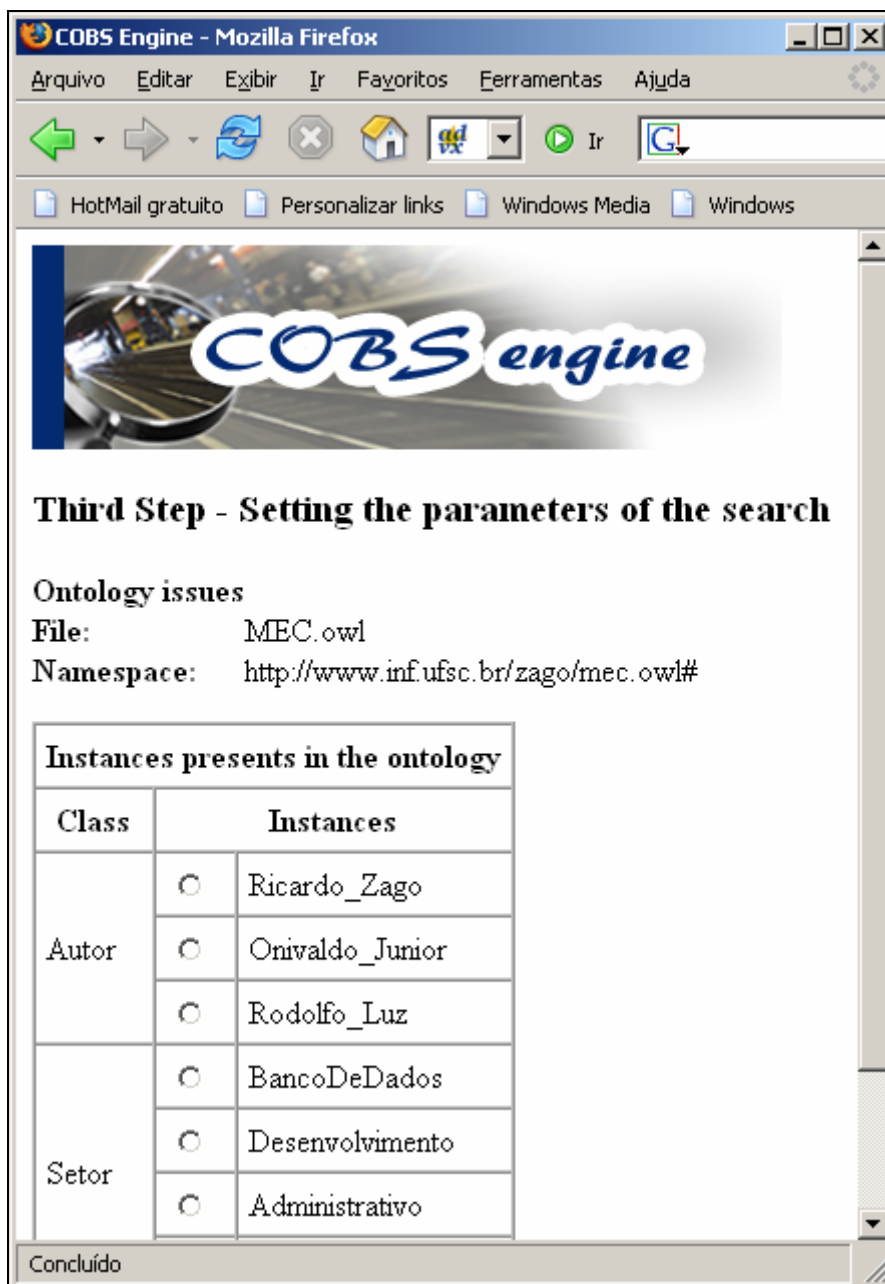 COBS Engine - Mozilla Firefox
Arquivo Editar Exibir Ir Favoritos Ferramentas Ajuda
Ir G
HotMail gratuito Personalizar links Windows Media Windows
COBS engine
Third Step - Setting the parameters of the search
Ontology issues
File: MEC.owl
Namespace: http://www.inf.ufsc.br/zago/mec.owl#
Instances presents in the ontology
Class Instances
Ricardo_Zago
Autor Onivaldo_Junior
Rodolfo_Luz
BancoDeDados
Desenvolvimento
Setor
Administrativo
Concluído